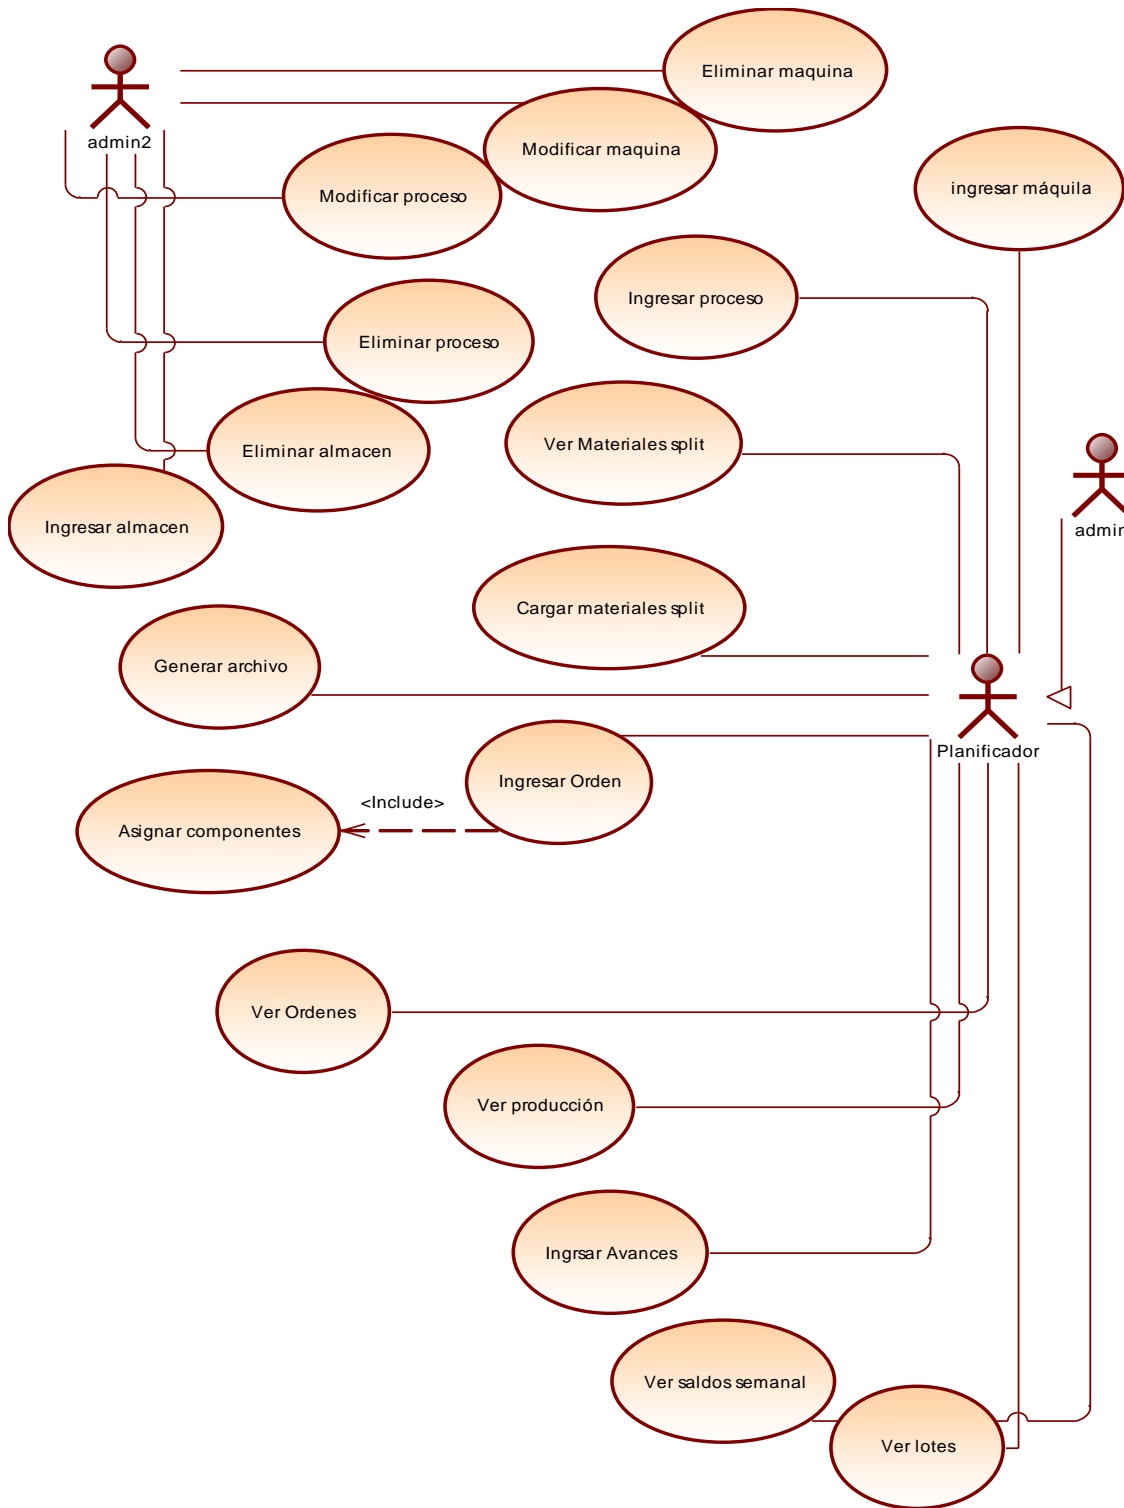 Eliminar maquina
admin2
Modificar maquina
Modificar proceso
ingresar máquila
Ingresar proceso
Eliminar proceso
Ver Materiales split
Eliminar almacen
Ingresar almacen
admin
Cargar materiales split
Generar archivo
Planificador
Ingresar Orden
<Include>
Asignar componentes
Ver Ordenes
Ver producción
Ingrsar Avances
Ver saldos semanal
Ver lotes